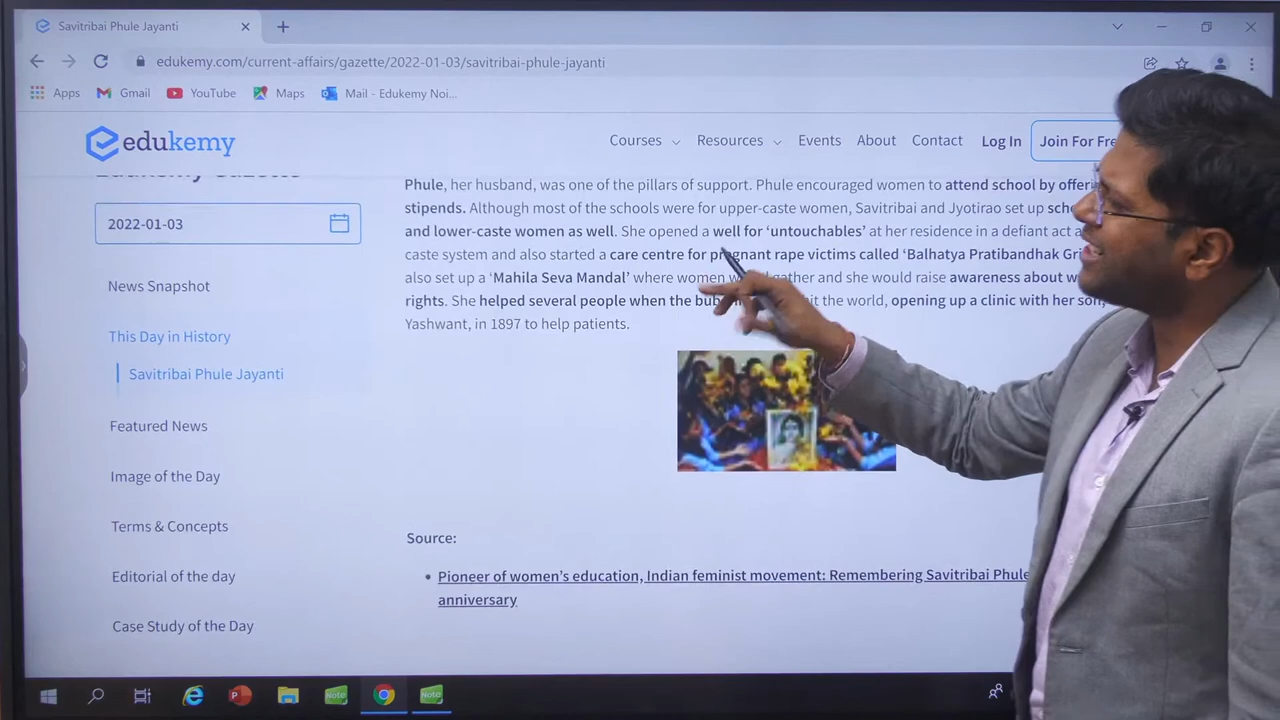 Savitribai Phule Jayanti
edukemy.com/current-affairs/gazette/2022-01-03/savitribai-phule-jayanti
Apps Gmail YouTube Maps Mail - Edukemy Noi...
edukemy
Courses Resources Events About Contact Log In Join For Fre
2022-01-03
News Snapshot
This Day in History
Savitribai Phule Jayanti
Featured News
Image of the Day
Terms & Concepts
Editorial of the day
Case Study of the Day
Phule, her husband, was one of the pillars of support. Phule encouraged women to attend school by offeri
stipends. Although most of the schools were for upper-caste women, Savitribai and Jyotirao set up
and lower-caste women as well. She opened a well for ‘untouchables’ at her residence in a defiant act
caste system and also started a care centre for pregnant rape victims called ‘Balhatya Pratibandhak Gri
also set up a ‘Mahila Seva Mandal’ where women gather and she would raise awareness about
rights. She helped several people when the the world, opening up a clinic with her son,
Yashwant, in 1897 to help patients.
Source:
Pioneer of women’s education, Indian feminist movement: Remembering Savitribai Phule
anniversary
Note Note